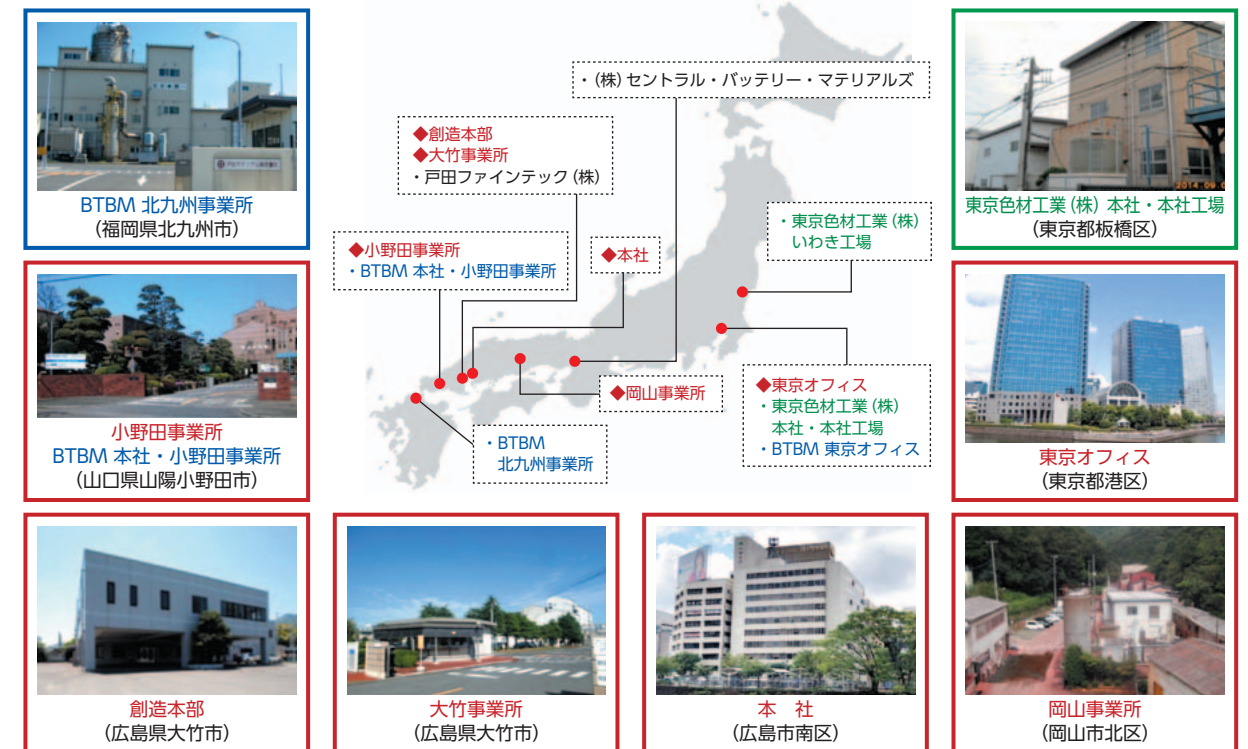 ・(株)セントラル・バッテリー・マテリアルズ
◆創造本部
◆大竹事業所
・戸田ファインテック(株)
・東京色材工業(株)
いわき工場
◆小野田事業所
・BTBM 本社・小野田事業所
◆本社
◆岡山事業所
◆東京オフィス
・東京色材工業(株)
本社・本社工場
・BTBM 東京オフィス
・BTBM
北九州事業所
BTBM 北九州事業所
(福岡県北九州市)
2014.09.0
東京色材工業(株) 本社・本社工場
(東京都板橋区)
小野田事業所
BTBM 本社・小野田事業所
(山口県山陽小野田市)
東京オフィス
(東京都港区)
創造本部
(広島県大竹市)
大竹事業所
(広島県大竹市)
本　社
(広島市南区)
岡山事業所
(岡山市北区)